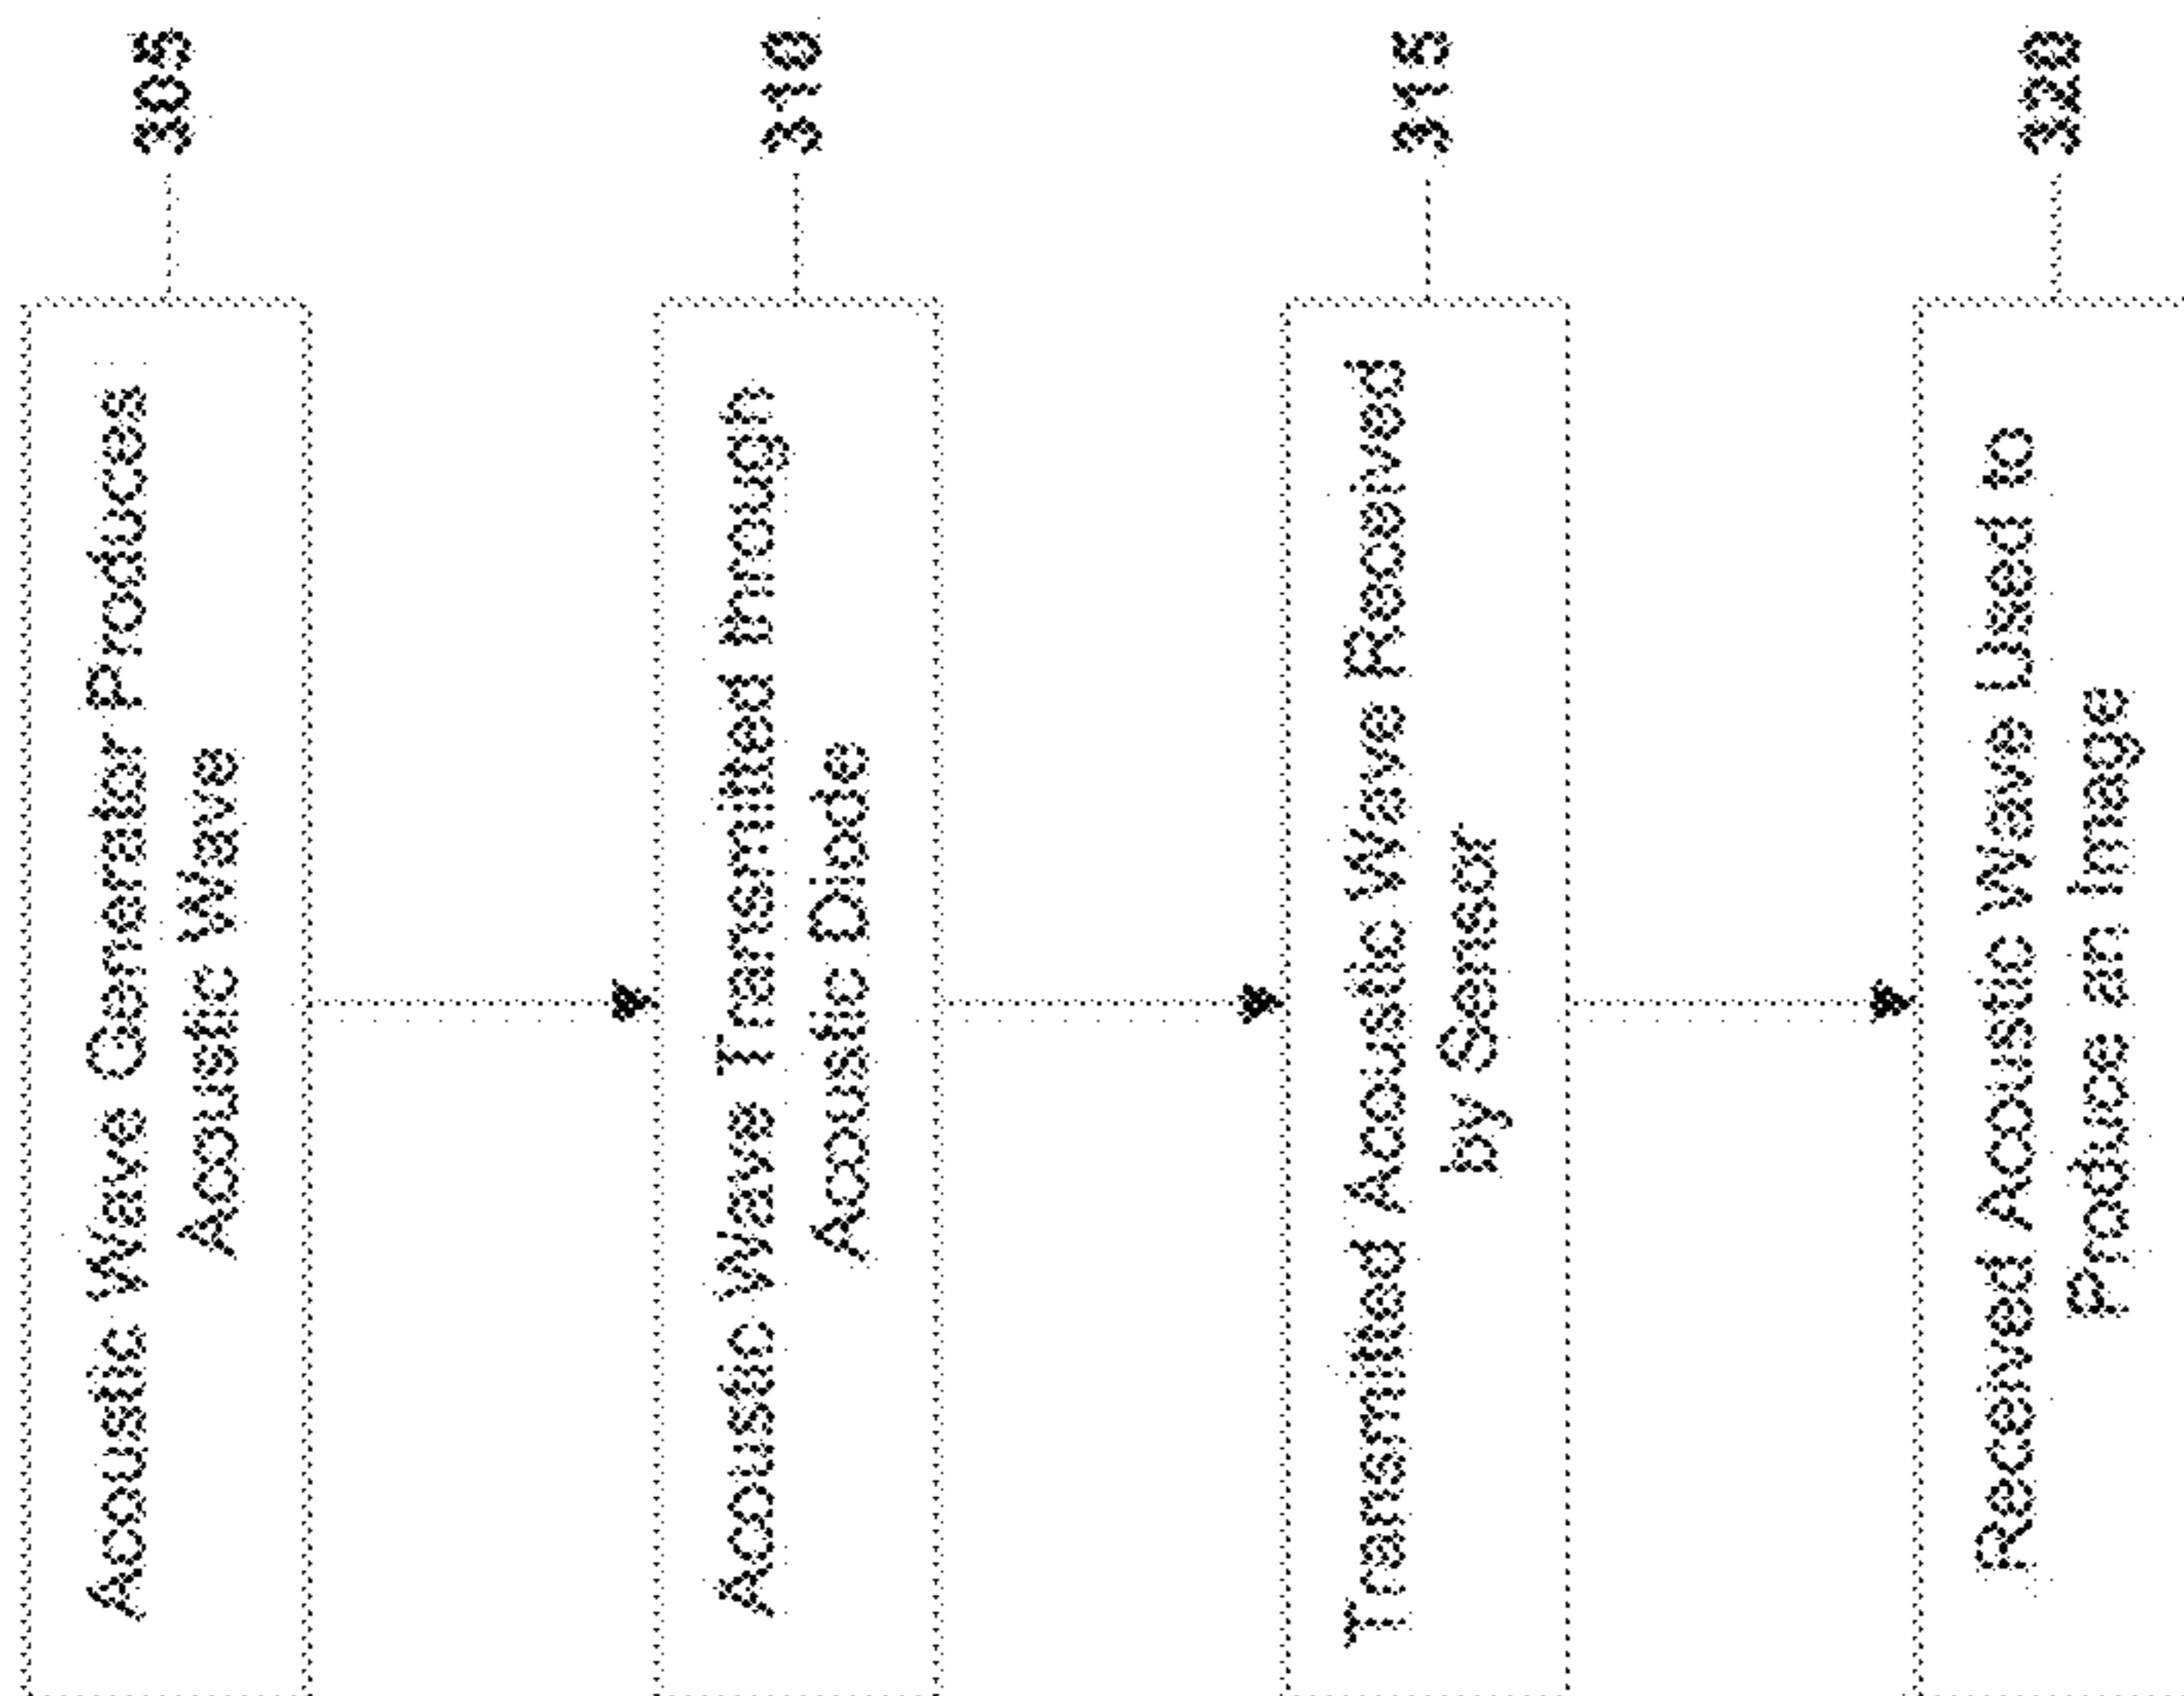 Acoustic Wave Generator Produces
Acoustic Wave
305
Acoustic Wave Transmitted through
Acoustic Diode
310
Transmitted Acoustic Wave Received
by Sensor
315
Received Acoustic Wave Used to
Produce an Image
320